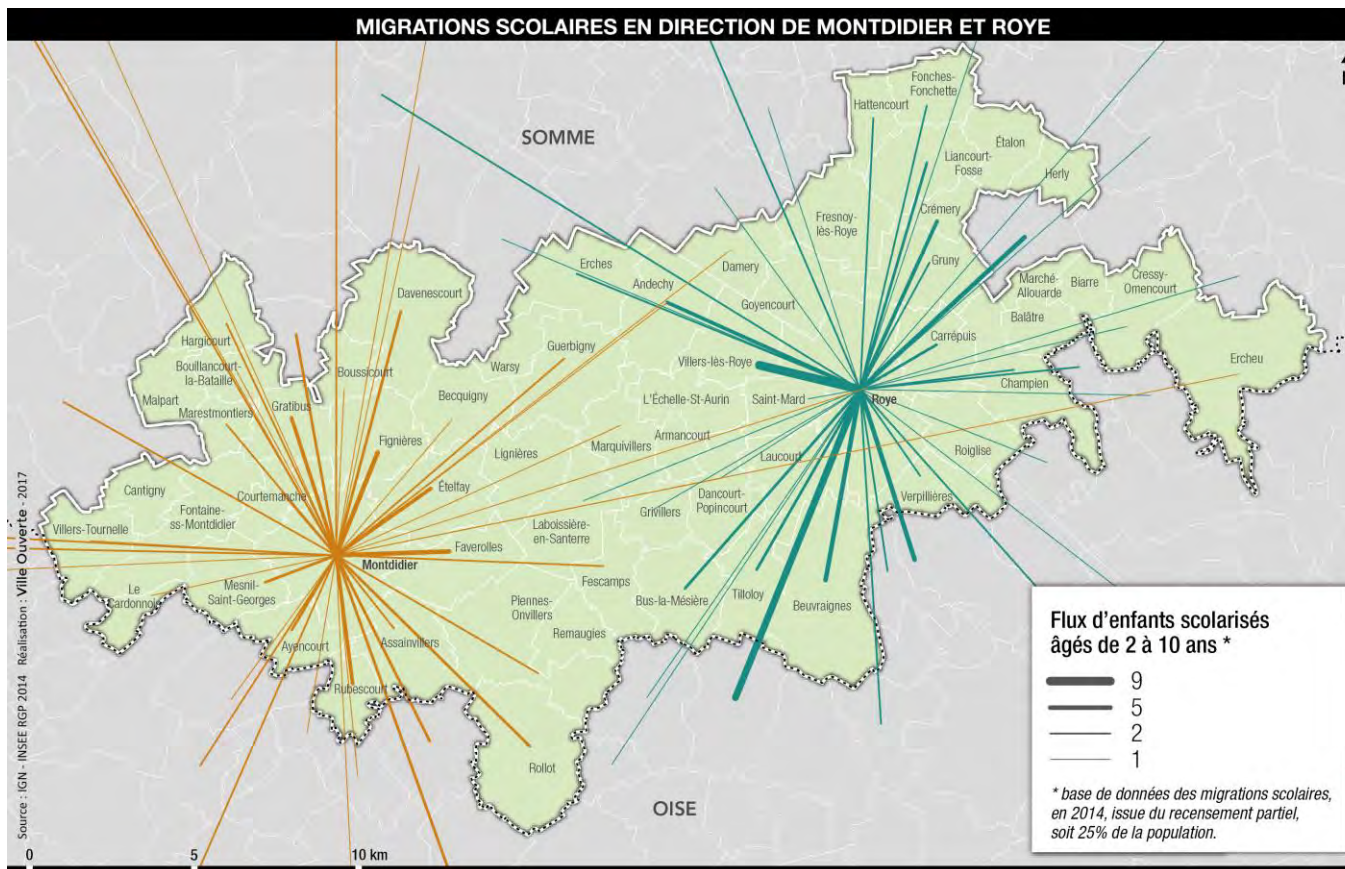 MIGRATIONS SCOLAIRES EN DIRECTION DE MONTDIDIER ET ROYE
SOMME
Fonches-
Fonchette
Hattencourt
Étalon
Liancourt-
Fosse
Herly
Crémery
Fresnoy-
lès-Roye
Gruny
Damery
Erches
Andechy
Goyencourt
Marché-
Allouarde
Biarre
Cressy-
Omencourt
Balâtre
Carrépuis
Ercheu
Champien
Davenescourt
Hargicourt
Bouillancourt-
la-Bataille
Boussicourt
Guerbigny
Warsy
Villers-lès-Roye
Malpart
Marestmontiers
Gratibus
Becquigny
L'Échelle-St-Aurin
Saint-Mard
Roye
Fignières
Lignières
Marquivillers
Armancourt
Laucourt
Roiglise
Cantigny
Courtemanche
Ételfay
Fontaine-
ss-Montdidier
Villers-Tournelle
Grivillers
Dancourt-
Popincourt
Verpillières
Laboissière-
en-Santerre
Faverolles
Montdidier
Le
Cardonnois
Mesnil-
Saint-Georges
Fescamps
Bus-la-Mésière
Tilloloy
Beuvraignes
Piennes-
Onvillers
Remaugies
Ayencourt
Assainvillers
Rubescourt
Rollot
OISE
Flux d'enfants scolarisés
âgés de 2 à 10 ans *
9
5
2
1
* base de données des migrations scolaires,
en 2014, issue du recensement partiel,
soit 25% de la population.
Source : IGN - INSEE RGP 2014 Réalisation : Ville Ouverte - 2017
0 5 10 km